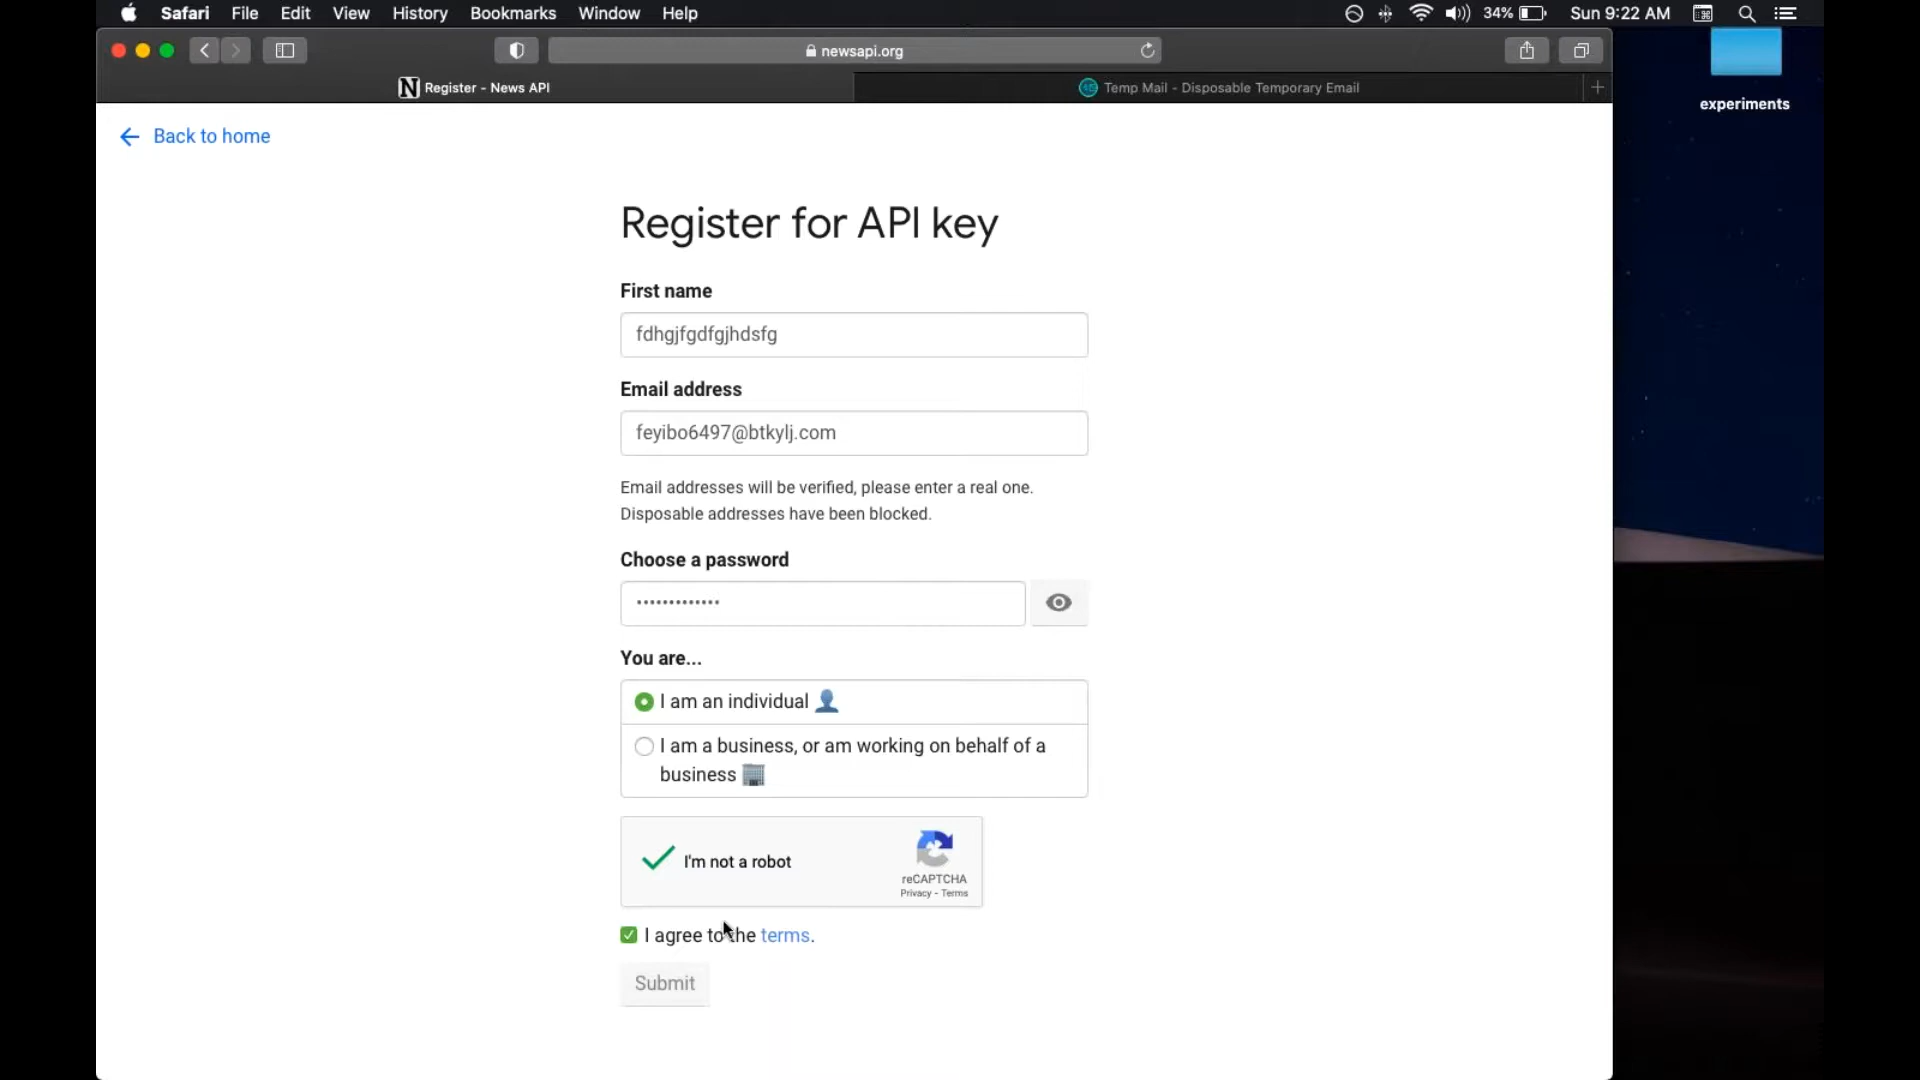 Safari File Edit View History Bookmarks Window Help 34% Sun 9:22 AM
newsapi.org
Register - News API
Temp Mail - Disposable Temporary Email
experiments
Back to home
Register for API key
First name
fdhgjfgdfgjhdsfg
Email address
feyibo6497@btkylj.com
Email addresses will be verified, please enter a real one.
Disposable addresses have been blocked.
Choose a password
•••••••••••••
You are...
I am an individual
I am a business, or am working on behalf of a
business
I'm not a robot
reCAPTCHA
Privacy - Terms
I agree to the terms.
Submit